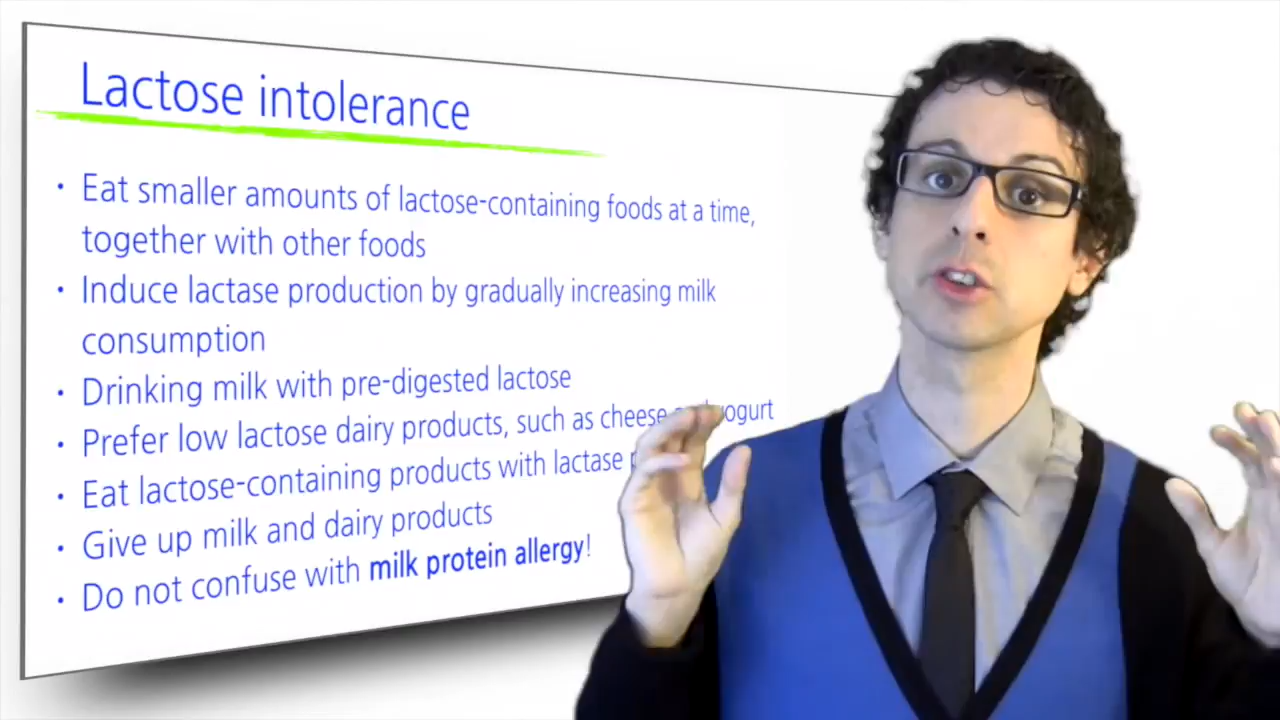 Lactose intolerance
• Eat smaller amounts of lactose-containing foods at a time,
together with other foods
• Induce lactase production by gradually increasing milk
consumption
• Drinking milk with pre-digested lactose
• Prefer low lactose dairy products, such as cheese yogurt
• Eat lactose-containing products with lactase
• Give up milk and dairy products
• Do not confuse with milk protein allergy!